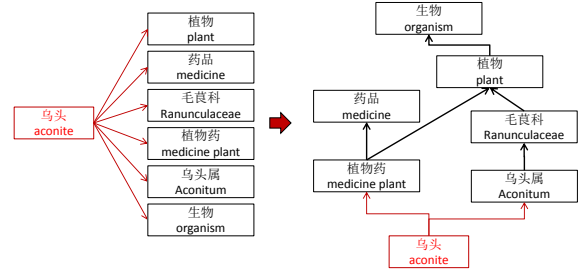 乌头
aconite
植物
plant
药品
medicine
毛茛科
Ranunculaceae
植物药
medicine plant
乌头属
Aconitum
生物
organism
生物
organism
植物
plant
药品
medicine
毛茛科
Ranunculaceae
植物药
medicine plant
乌头属
Aconitum
乌头
aconite